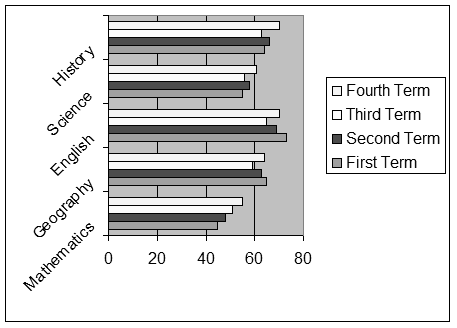 History
Science
English
Geography
Mathematics
0 20 40 60 80
Fourth Term
Third Term
Second Term
First Term